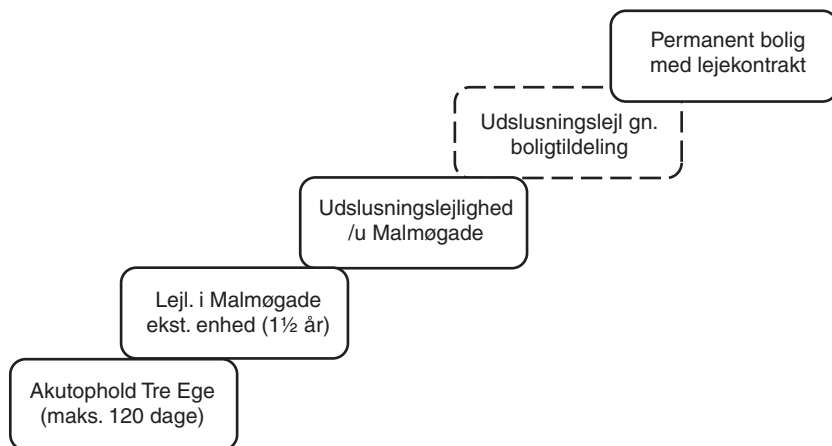 Permanent bolig
med lejekontrakt
Udslusningslejl gn.
boligtildeling
Udslusningslejlighed
/u Malmøgade
Lejl. i Malmøgade
ekst. enhed (1½ år)
Akutophold Tre Ege
(maks. 120 dage)